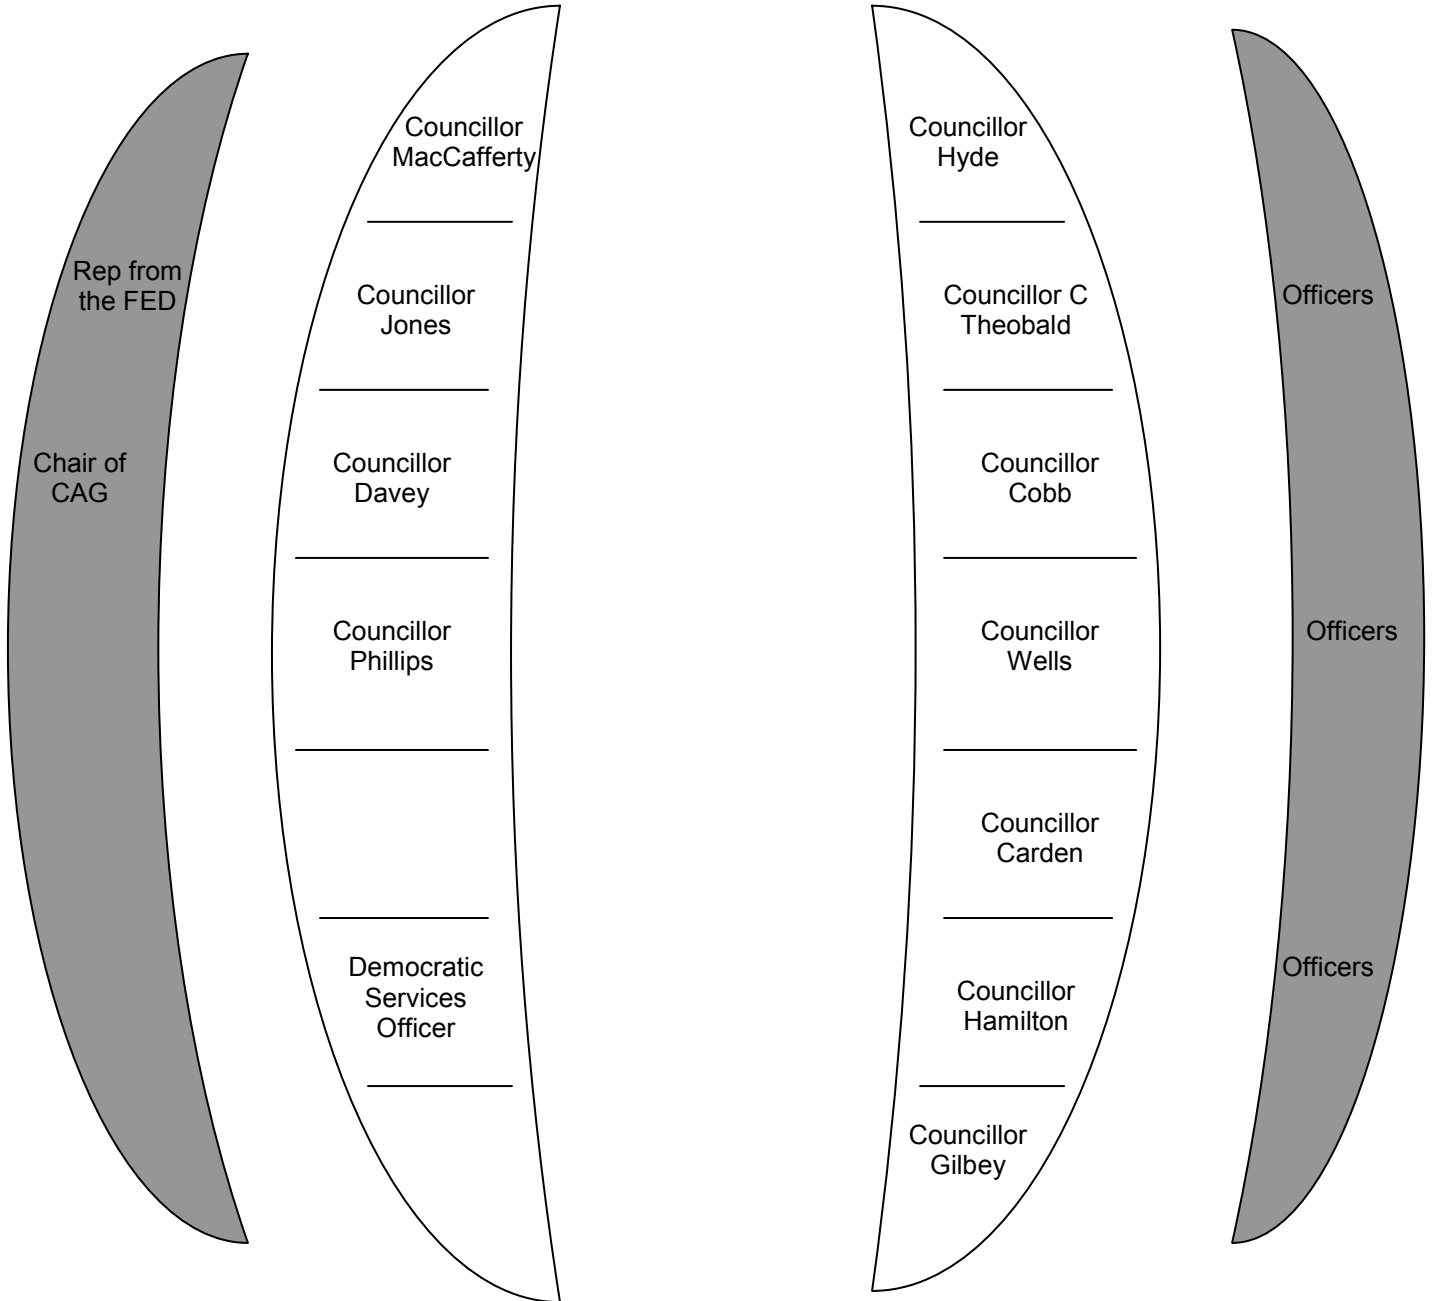 Rep from
the FED
Chair of
CAG
Councillor
MacCafferty
Councillor
Jones
Councillor
Davey
Councillor
Phillips
Democratic
Services
Officer
Councillor
Hyde
Councillor C
Theobald
Councillor
Cobb
Councillor
Wells
Councillor
Carden
Councillor
Hamilton
Councillor
Gilbey
Officers
Officers
Officers